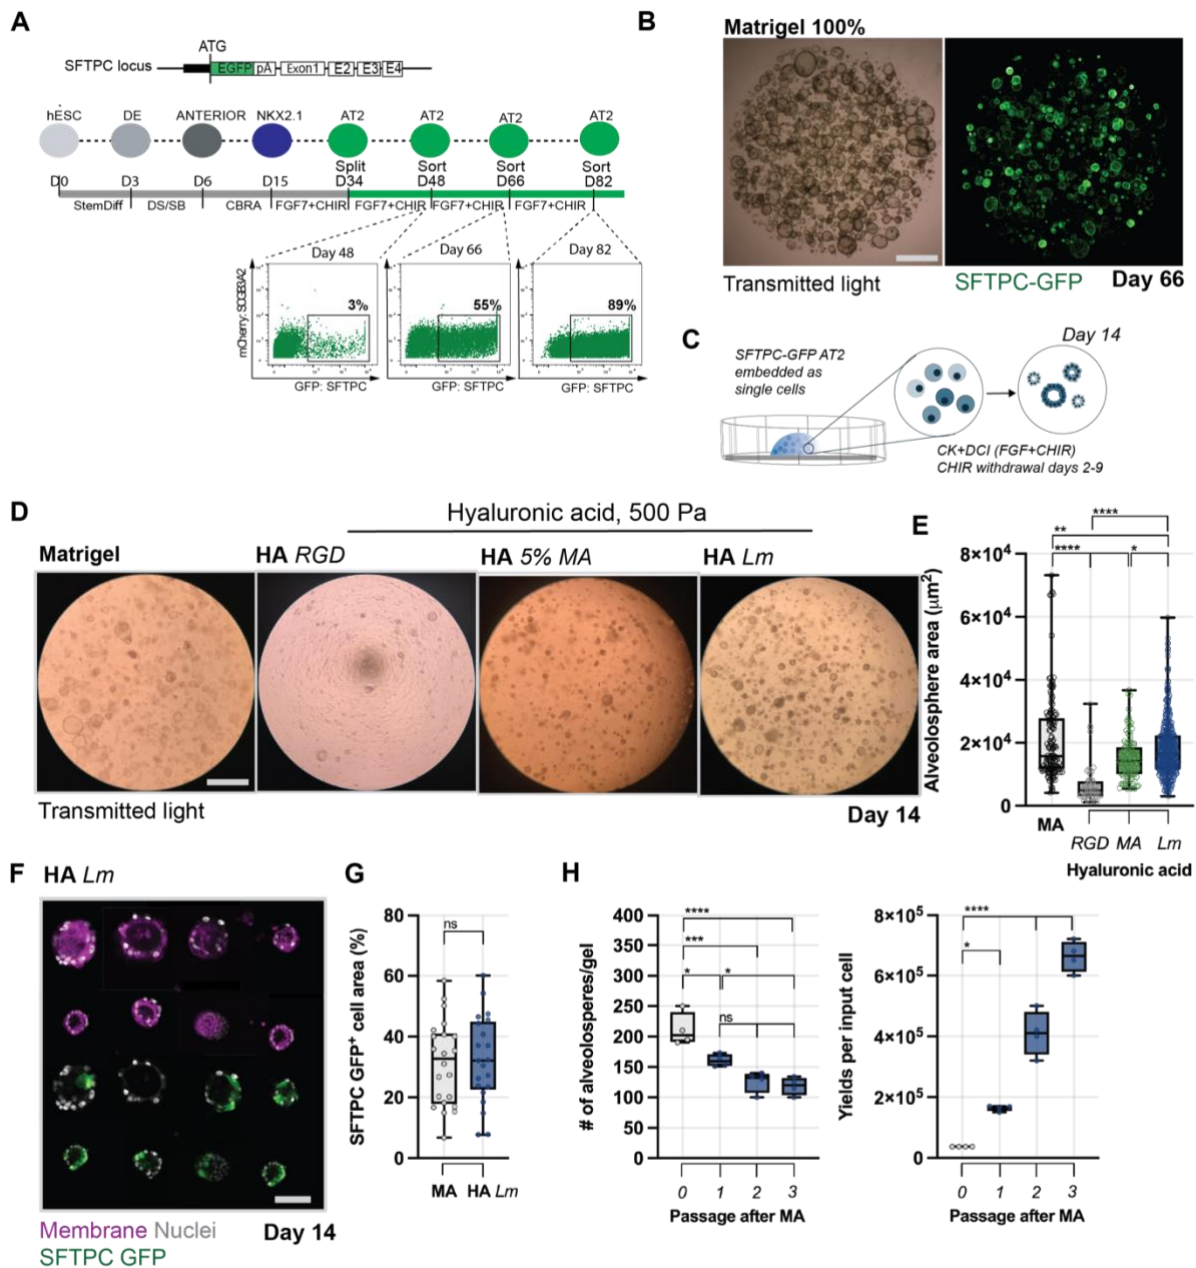 A
ATG
SFTPC locus
EGFP pA Exon1 E2 E3 E4
hESC DE ANTERIOR NKX2.1 AT2 AT2 AT2 AT2
Split Sort Sort Sort
D0 D3 D6 D15 D34 D48 D66 D82
StemDiff DS/SB CBRA FGF7+CHIR FGF7+CHIR FGF7+CHIR FGF7+CHIR
Day 48 Day 66 Day 82
mCherry: SCGB3A2
3% 55% 89%
GFP: SFTPC GFP: SFTPC GFP: SFTPC
B
Matrigel 100%
Transmitted light SFTPC-GFP Day 66
C
Day 14
SFTPC-GFP AT2
embedded as
single cells
CK+DCI (FGF+CHIR)
CHIR withdrawal days 2-9
D
Hyaluronic acid, 500 Pa
Matrigel HA RGD HA 5% MA HA Lm
Transmitted light Day 14
E
****
**
**** *
Alveolosphere area (µm²)
8×10⁴
6×10⁴
4×10⁴
2×10⁴
0
MA
RGD MA Lm
Hyaluronic acid
F
HA Lm
Membrane Nuclei Day 14
SFTPC GFP
G
SFTPC GFP⁺ cell area (%)
80
60
40
20
0
ns
MA HA Lm
H
# of alveolosperes/gel
400
350
300
250
200
150
100
50
0
****
***
* *
ns
0 1 2 3
Passage after MA
Yields per input cell
8×10⁵
6×10⁵
4×10⁵
2×10⁵
0
****
*
0 1 2 3
Passage after MA